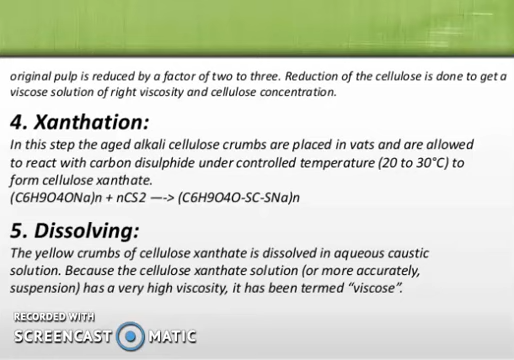 original pulp is reduced by a factor of two to three. Reduction of the cellulose is done to get a
viscose solution of right viscosity and cellulose concentration.
4. Xanthation:
In this step the aged alkali cellulose crumbs are placed in vats and are allowed
to react with carbon disulphide under controlled temperature (20 to 30°C) to
form cellulose xanthate.
(C6H9O4ONa)n + nCS2 —-> (C6H9O4O-SC-SNa)n
5. Dissolving:
The yellow crumbs of cellulose xanthate is dissolved in aqueous caustic
solution. Because the cellulose xanthate solution (or more accurately,
suspension) has a very high viscosity, it has been termed “viscose”.
RECORDED WITH
SCREENCAST MATIC